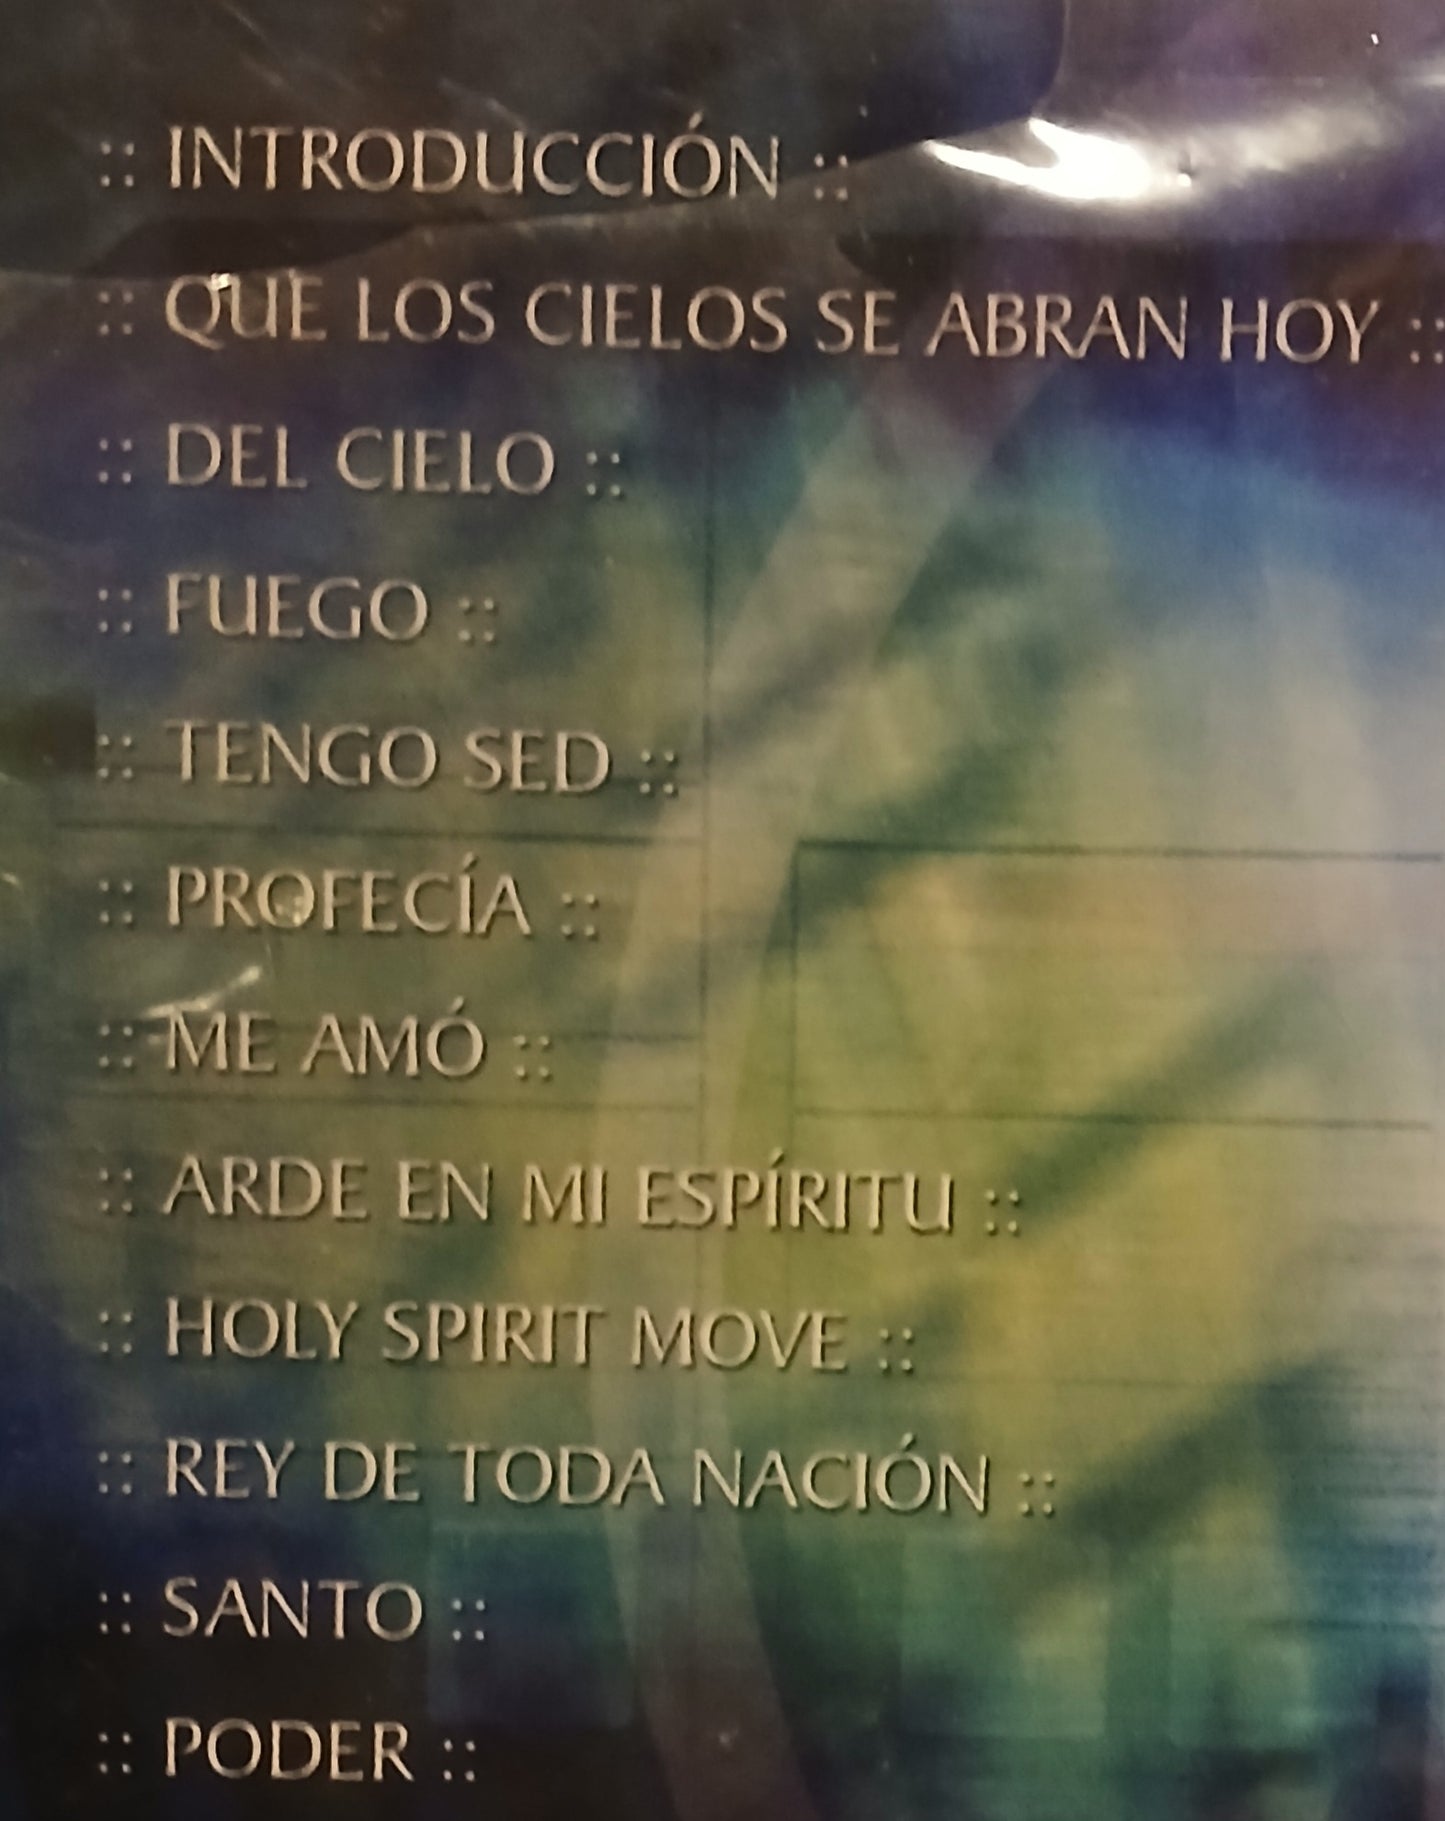 :: INTRODUCCIÓN ::
:: QUE LOS CIELOS SE ABRAN HOY ::
:: DEL CIELO ::
:: FUEGO ::
:: TENGO SED ::
:: PROFECÍA ::
:: ME AMÓ ::
:: ARDE EN MI ESPÍRITU ::
:: HOLY SPIRIT MOVE ::
:: REY DE TODA NACIÓN ::
:: SANTO ::
:: PODER ::